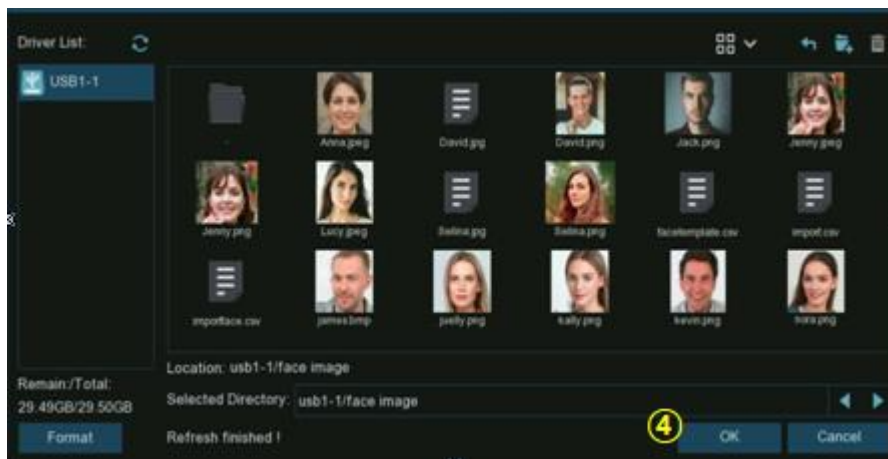 Driver List:
USB1-1
Anna.jpeg David.jpg David.png Jack.png Jenny.jpeg
Jenny.png Lucy.jpeg Selina.jpg Selina.png facetemplate.csv import.csv
importface.csv james.bmp kelly.png kevin.png nora.png
Location: usb1-1/face image
Remain:/Total:
29.49GB/29.50GB
Selected Directory: usb1-1/face image
4
Format Refresh finished ! OK Cancel